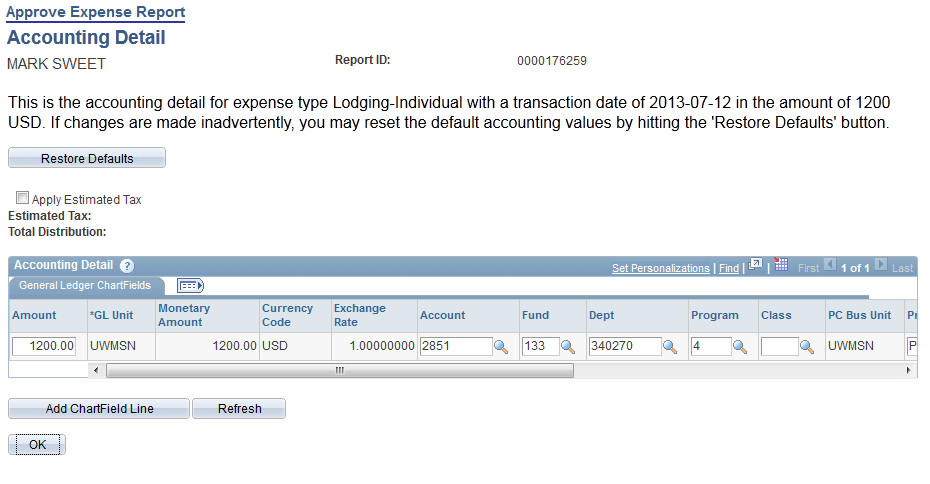 Approve Expense Report
Accounting Detail
MARK SWEET Report ID: 0000176259
This is the accounting detail for expense type Lodging-Individual with a transaction date of 2013-07-12 in the amount of 1200
USD. If changes are made inadvertently, you may reset the default accounting values by hitting the 'Restore Defaults' button.
Restore Defaults
Apply Estimated Tax
Estimated Tax:
Total Distribution:
Accounting Detail ? Set Personalizations | Find | | First 1 of 1 Last
General Ledger ChartFields
Amount *GL Unit Monetary Amount Currency Code Exchange Rate Account Fund Dept Program Class PC Bus Unit Pr
1200.00 UWMSN 1200.00 USD 1.00000000 2851 133 340270 4 UWMSN P
Add ChartField Line Refresh
OK